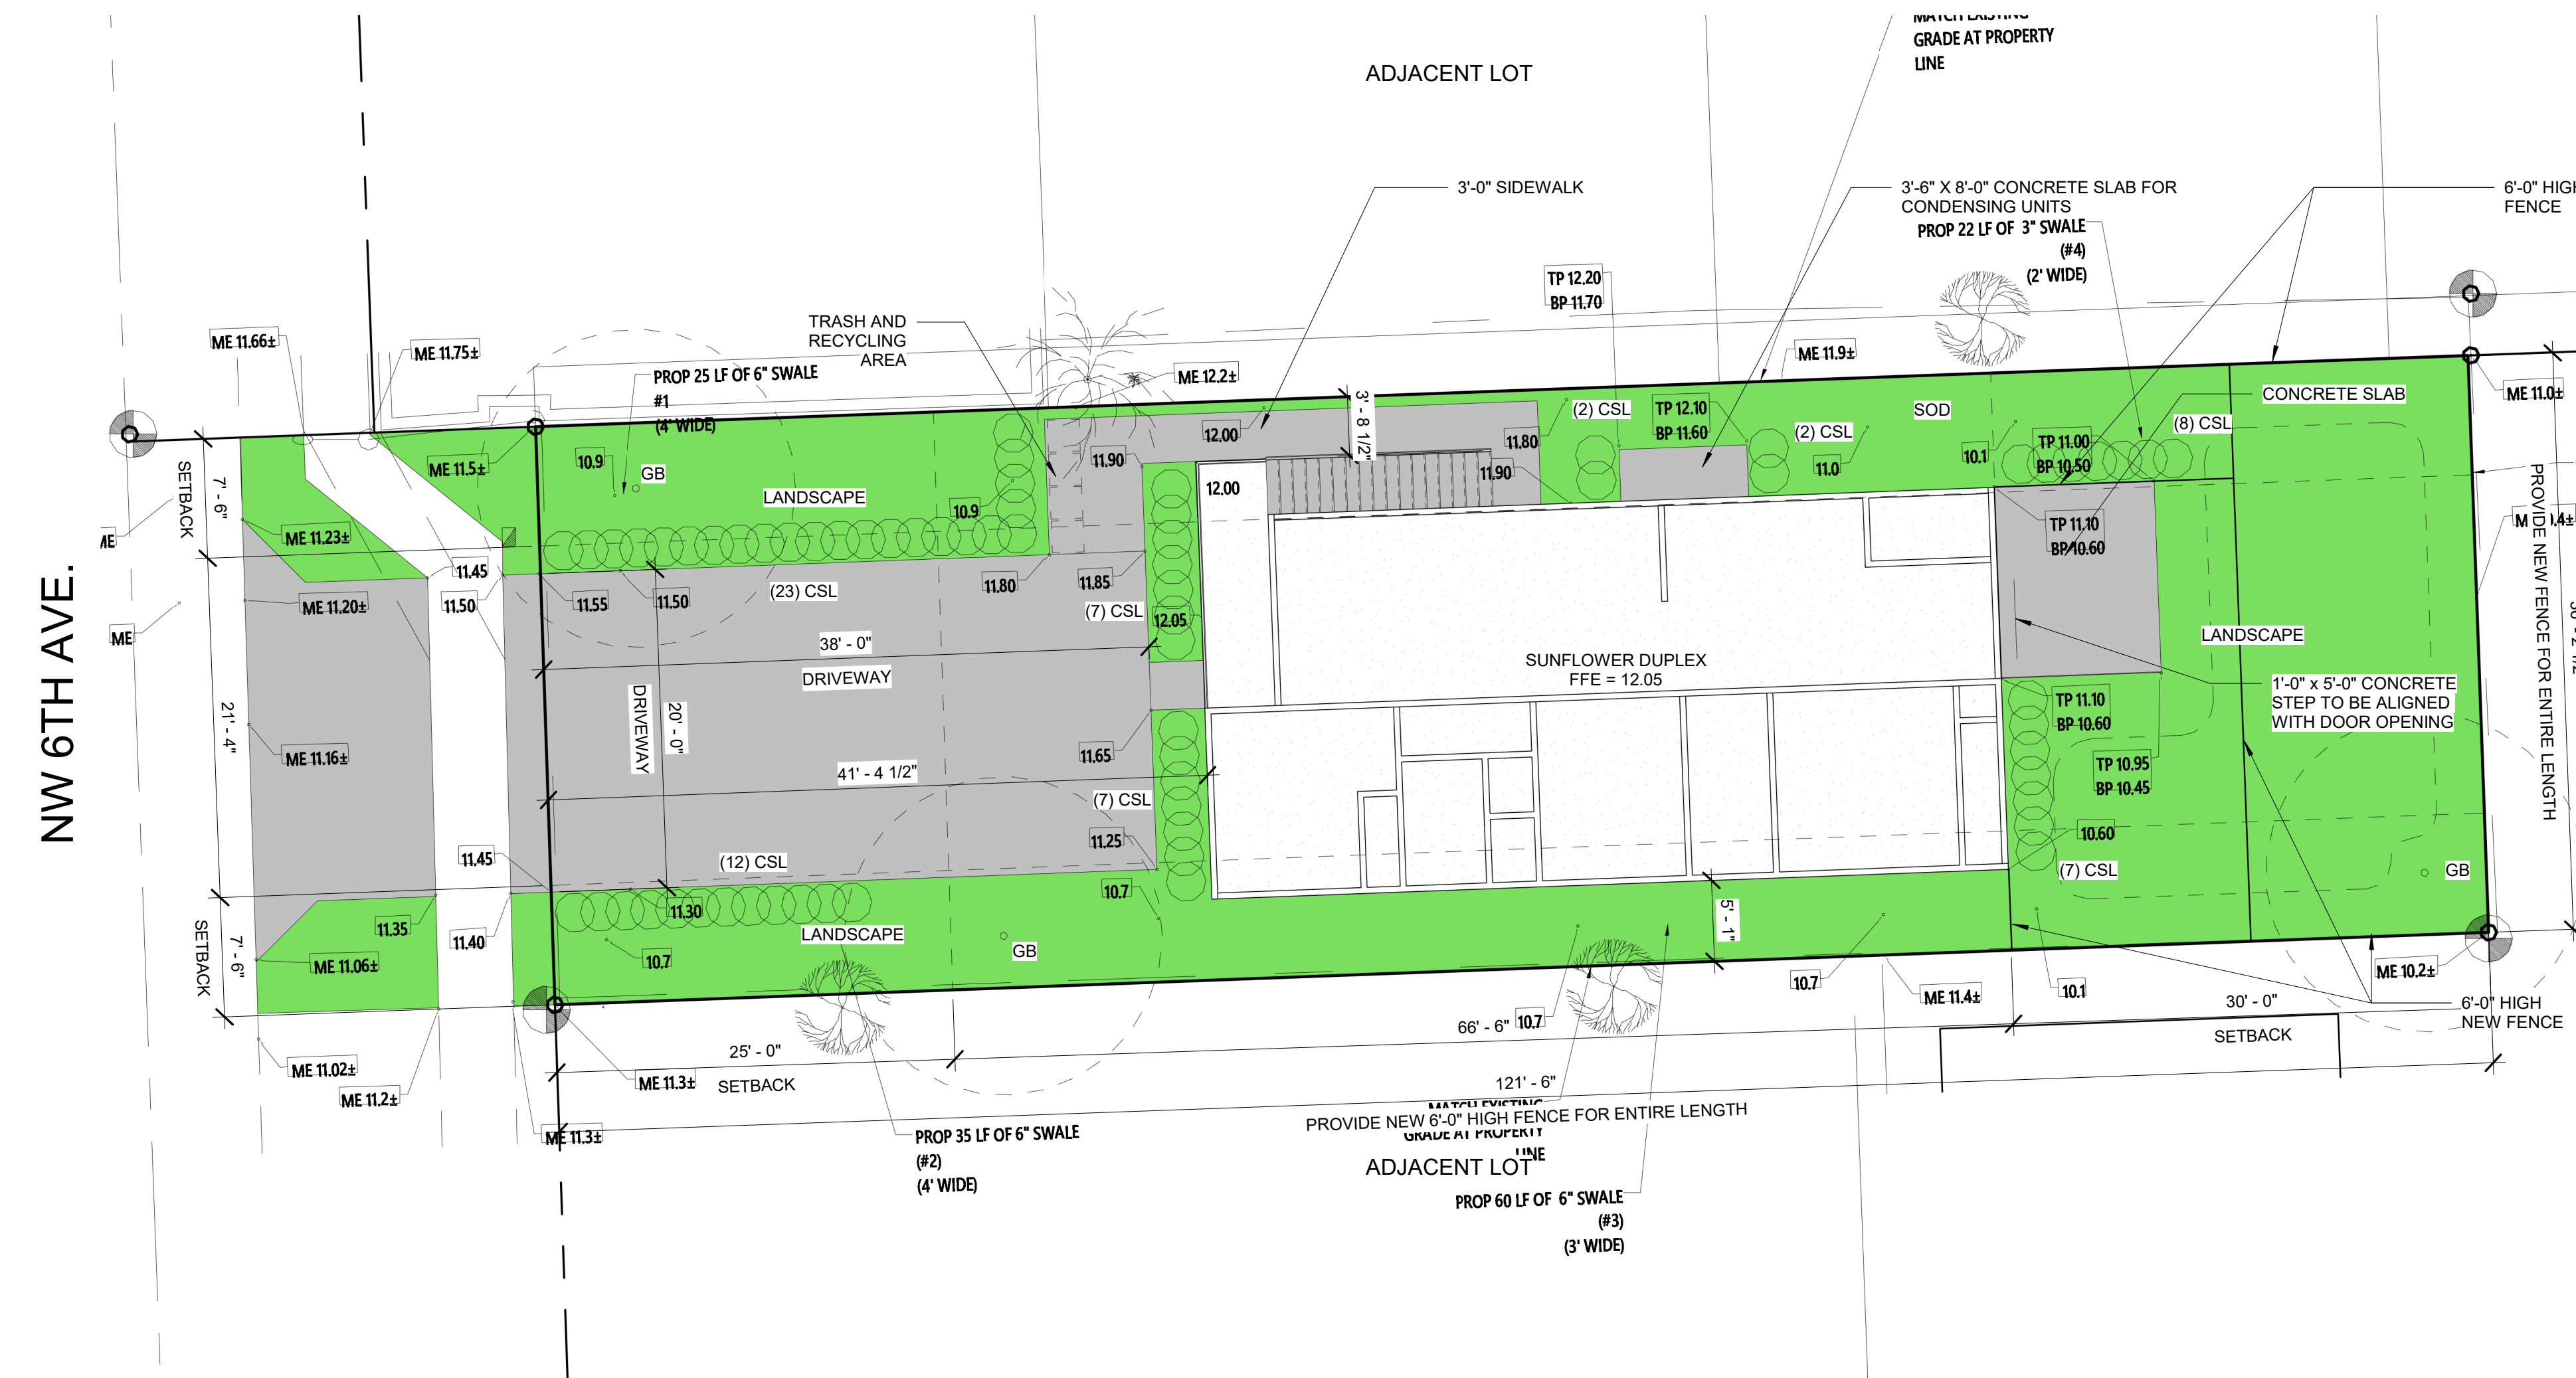 MATCH EXISTING
GRADE AT PROPERTY
LINE
ADJACENT LOT
3'-0" SIDEWALK
3'-6" X 8'-0" CONCRETE SLAB FOR
CONDENSING UNITS
6'-0" HIGH
FENCE
PROP 22 LF OF 3" SWALE
(#4)
(2' WIDE)
TP 12.20
BP 11.70
TRASH AND
RECYCLING
AREA
ME 11.66±
ME 11.75±
ME 11.9±
PROP 25 LF OF 6" SWALE
#1
(4' WIDE)
ME 12.2±
CONCRETE SLAB
ME 11.0±
3' - 8 1/2"
(2) CSL
TP 12.10
BP 11.60
SOD
(8) CSL
12.00
11.80
(2) CSL
TP 11.00
BP 10.50
ME 11.5±
10.9
GB
11.90
11.90
11.0
10.1
SETBACK
7' - 6"
LANDSCAPE
10.9
12.00
PROVIDE NEW FENCE FOR ENTIRE LENGTH
ME
ME 11.23±
TP 11.10
BP 10.60
11.45
11.80
11.85
ME 11.20±
11.50
11.55
11.50
(23) CSL
(7) CSL
12.05
ME
NW 6TH AVE.
38' - 0"
DRIVEWAY
SUNFLOWER DUPLEX
FFE = 12.05
LANDSCAPE
1'-0" x 5'-0" CONCRETE
STEP TO BE ALIGNED
WITH DOOR OPENING
TP 11.10
BP 10.60
21' - 4"
DRIVEWAY
20' - 0"
ME 11.16±
11.65
41' - 4 1/2"
TP 10.95
BP 10.45
(7) CSL
11.25
10.60
11.45
(12) CSL
(7) CSL
GB
10.7
11.30
5' - 1"
SETBACK
7' - 6"
11.35
11.40
LANDSCAPE
GB
ME 11.06±
10.7
ME 10.2±
10.7
ME 11.4±
10.1
30' - 0"
6'-0" HIGH
NEW FENCE
66' - 6"
10.7
SETBACK
25' - 0"
SETBACK
ME 11.02±
ME 11.3±
ME 11.2±
121' - 6"
MATCH EXISTING
PROVIDE NEW 6'-0" HIGH FENCE FOR ENTIRE LENGTH
GRADE AT PROPERTY
LINE
ME 11.3±
PROP 35 LF OF 6" SWALE
(#2)
(4' WIDE)
ADJACENT LOT
PROP 60 LF OF 6" SWALE
(#3)
(3' WIDE)